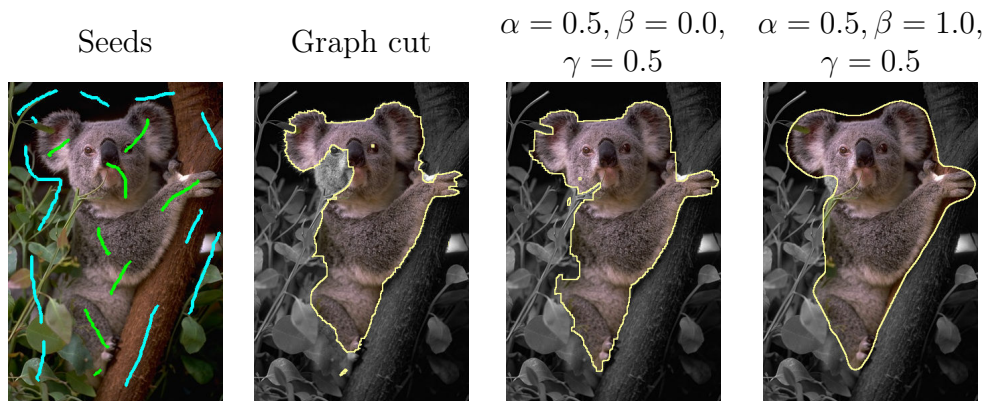 Seeds
Graph cut
α = 0.5, β = 0.0,
γ = 0.5
α = 0.5, β = 1.0,
γ = 0.5